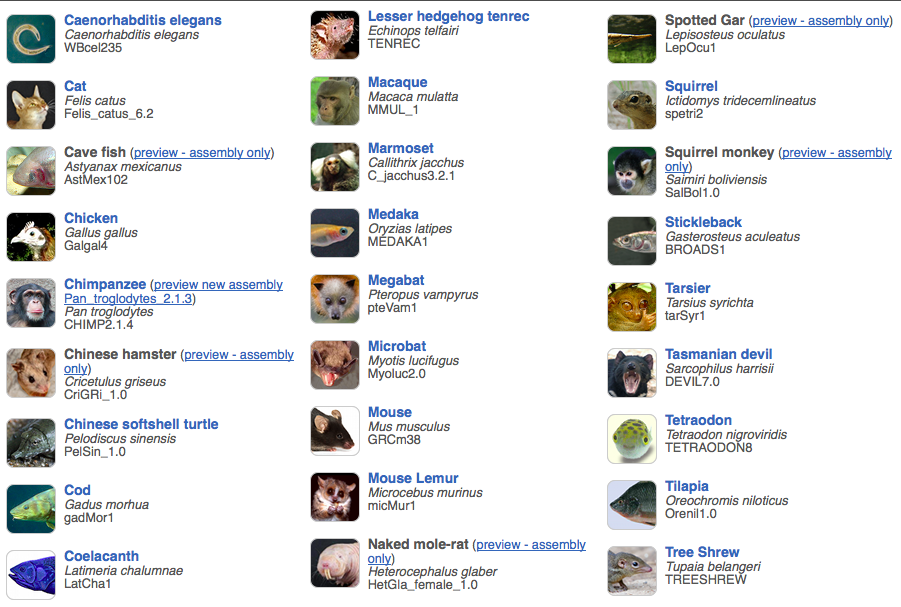 Caenorhabditis elegans
Caenorhabditis elegans
WBcel235
Cat
Felis catus
Felis_catus_6.2
Cave fish (preview - assembly only)
Astyanax mexicanus
AstMex102
Chicken
Gallus gallus
Galgal4
Chimpanzee (preview new assembly
Pan_troglodytes_2.1.3)
Pan troglodytes
CHIMP2.1.4
Chinese hamster (preview - assembly
only)
Cricetulus griseus
CriGRi_1.0
Chinese softshell turtle
Pelodiscus sinensis
PelSin_1.0
Cod
Gadus morhua
gadMor1
Coelacanth
Latimeria chalumnae
LatCha1
Lesser hedgehog tenrec
Echinops telfairi
TENREC
Macaque
Macaca mulatta
MMUL_1
Marmoset
Callithrix jacchus
C_jacchus3.2.1
Medaka
Oryzias latipes
MEDAKA1
Megabat
Pteropus vampyrus
pteVam1
Microbat
Myotis lucifugus
Myoluc2.0
Mouse
Mus musculus
GRCm38
Mouse Lemur
Microcebus murinus
micMur1
Naked mole-rat (preview - assembly
only)
Heterocephalus glaber
HetGla_female_1.0
Spotted Gar (preview - assembly only)
Lepisosteus oculatus
LepOcu1
Squirrel
Ictidomys tridecemlineatus
spetri2
Squirrel monkey (preview - assembly
only)
Saimiri boliviensis
SalBol1.0
Stickleback
Gasterosteus aculeatus
BROADS1
Tarsier
Tarsius syrichta
tarSyr1
Tasmanian devil
Sarcophilus harrisii
DEVIL7.0
Tetraodon
Tetraodon nigroviridis
TETRAODON8
Tilapia
Oreochromis niloticus
Orenil1.0
Tree Shrew
Tupaia belangeri
TREESHREW